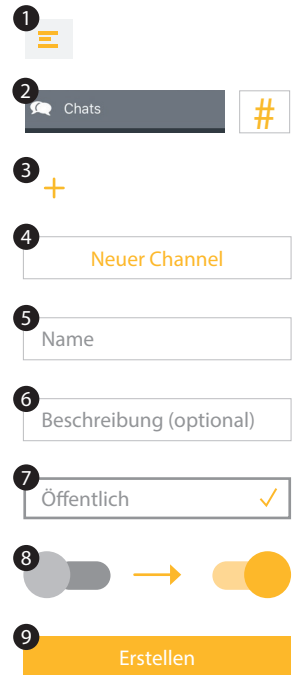 1
2
Chats #
3
+
4
Neuer Channel
5
Name
6
Beschreibung (optional)
7
Öffentlich
8
9
Erstellen